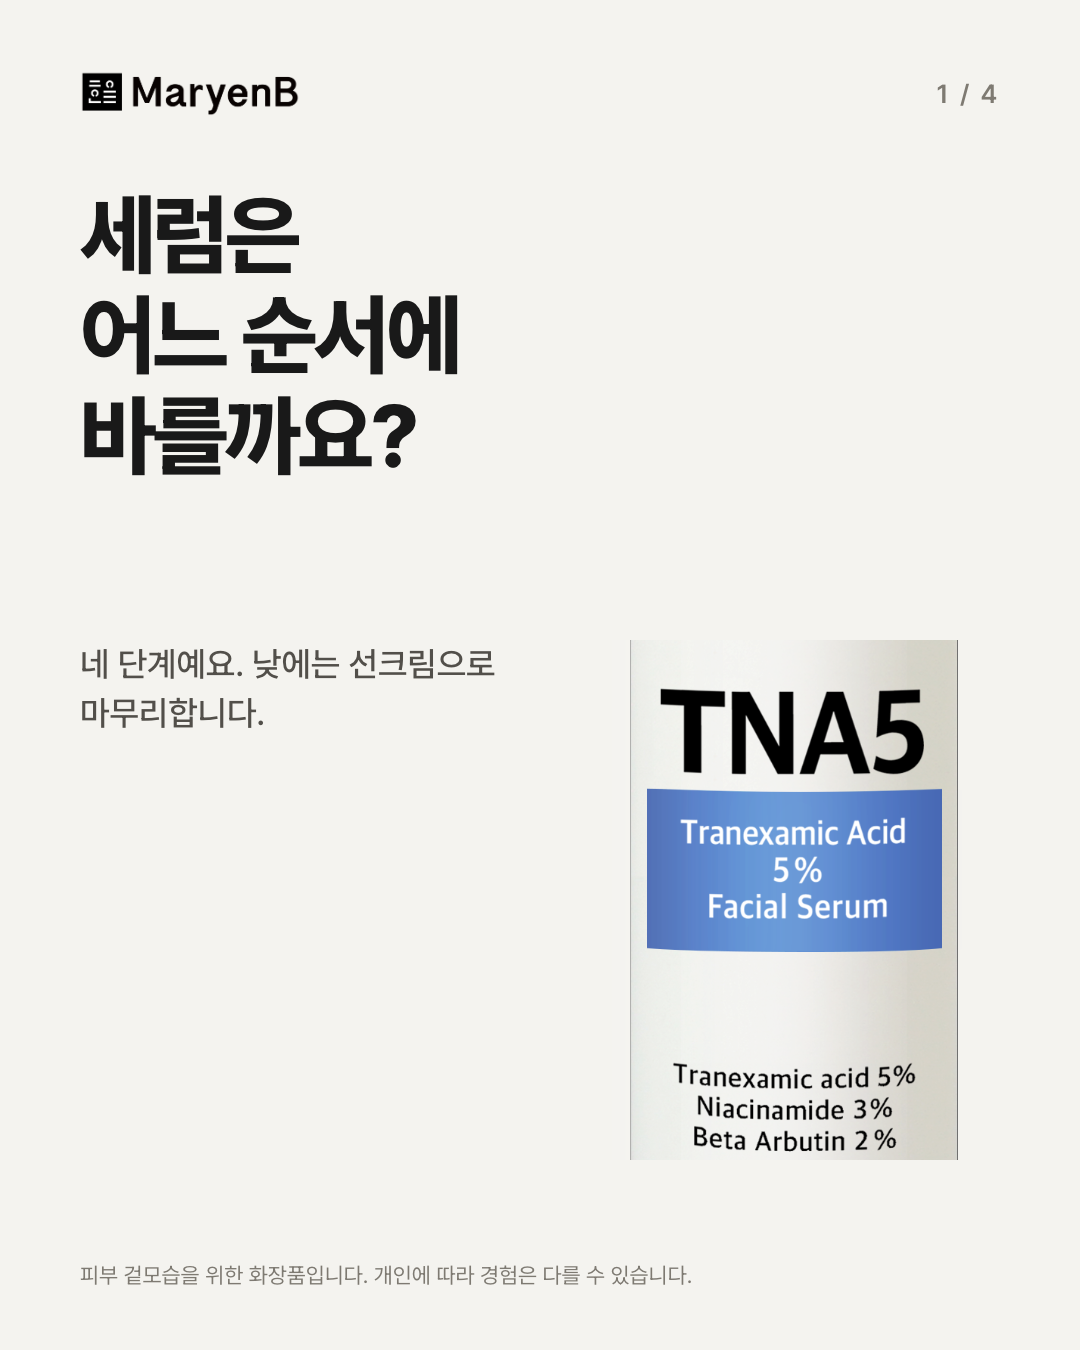 MaryenB
1 / 4
세럼은
어느 순서에
바를까요?
네 단계예요. 낮에는 선크림으로
마무리합니다.
TNA5
Tranexamic Acid
5%
Facial Serum
Tranexamic acid 5%
Niacinamide 3%
Beta Arbutin 2%
피부 겉모습을 위한 화장품입니다. 개인에 따라 경험은 다를 수 있습니다.